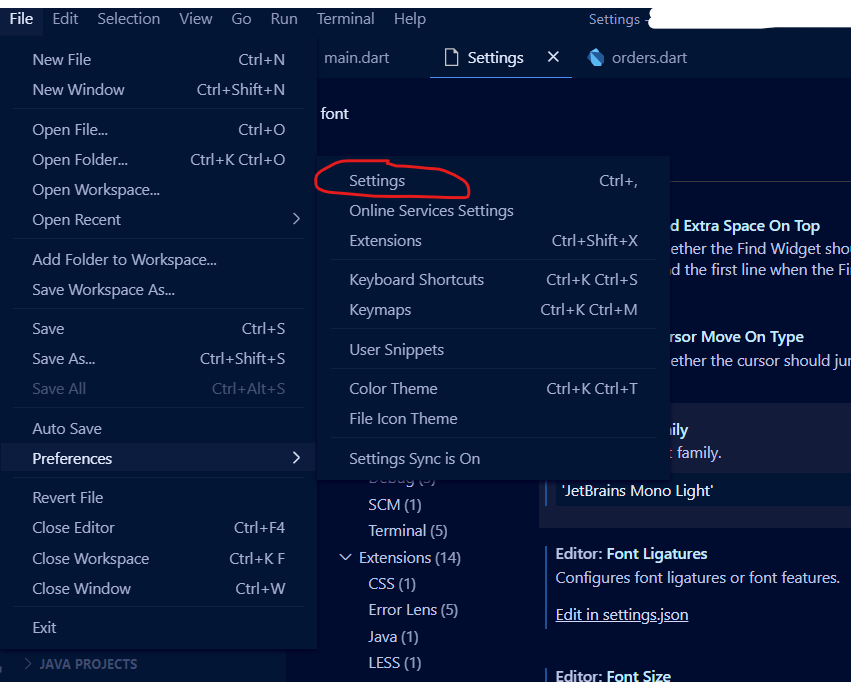 File Edit Selection View Go Run Terminal Help Settings -
New File Ctrl+N
New Window Ctrl+Shift+N
Open File... Ctrl+O
Open Folder... Ctrl+K Ctrl+O
Open Workspace...
Open Recent
Add Folder to Workspace...
Save Workspace As...
Save Ctrl+S
Save As... Ctrl+Shift+S
Save All Ctrl+Alt+S
Auto Save
Preferences
Revert File
Close Editor Ctrl+F4
Close Workspace Ctrl+K F
Close Window Ctrl+W
Exit
JAVA PROJECTS
main.dart Settings orders.dart
font
Settings Ctrl+,
Online Services Settings
Extensions Ctrl+Shift+X
Keyboard Shortcuts Ctrl+K Ctrl+S
Keymaps Ctrl+K Ctrl+M
User Snippets
Color Theme Ctrl+K Ctrl+T
File Icon Theme
Settings Sync is On
SCM (1)
Terminal (5)
Extensions (14)
CSS (1)
Error Lens (5)
Java (1)
LESS (1)
d Extra Space On Top
ether the Find Widget shou
d the first line when the Fi
rsor Move On Type
ether the cursor should jum
ily
t family.
'JetBrains Mono Light'
Editor: Font Ligatures
Configures font ligatures or font features.
Edit in settings.json
Editor: Font Size